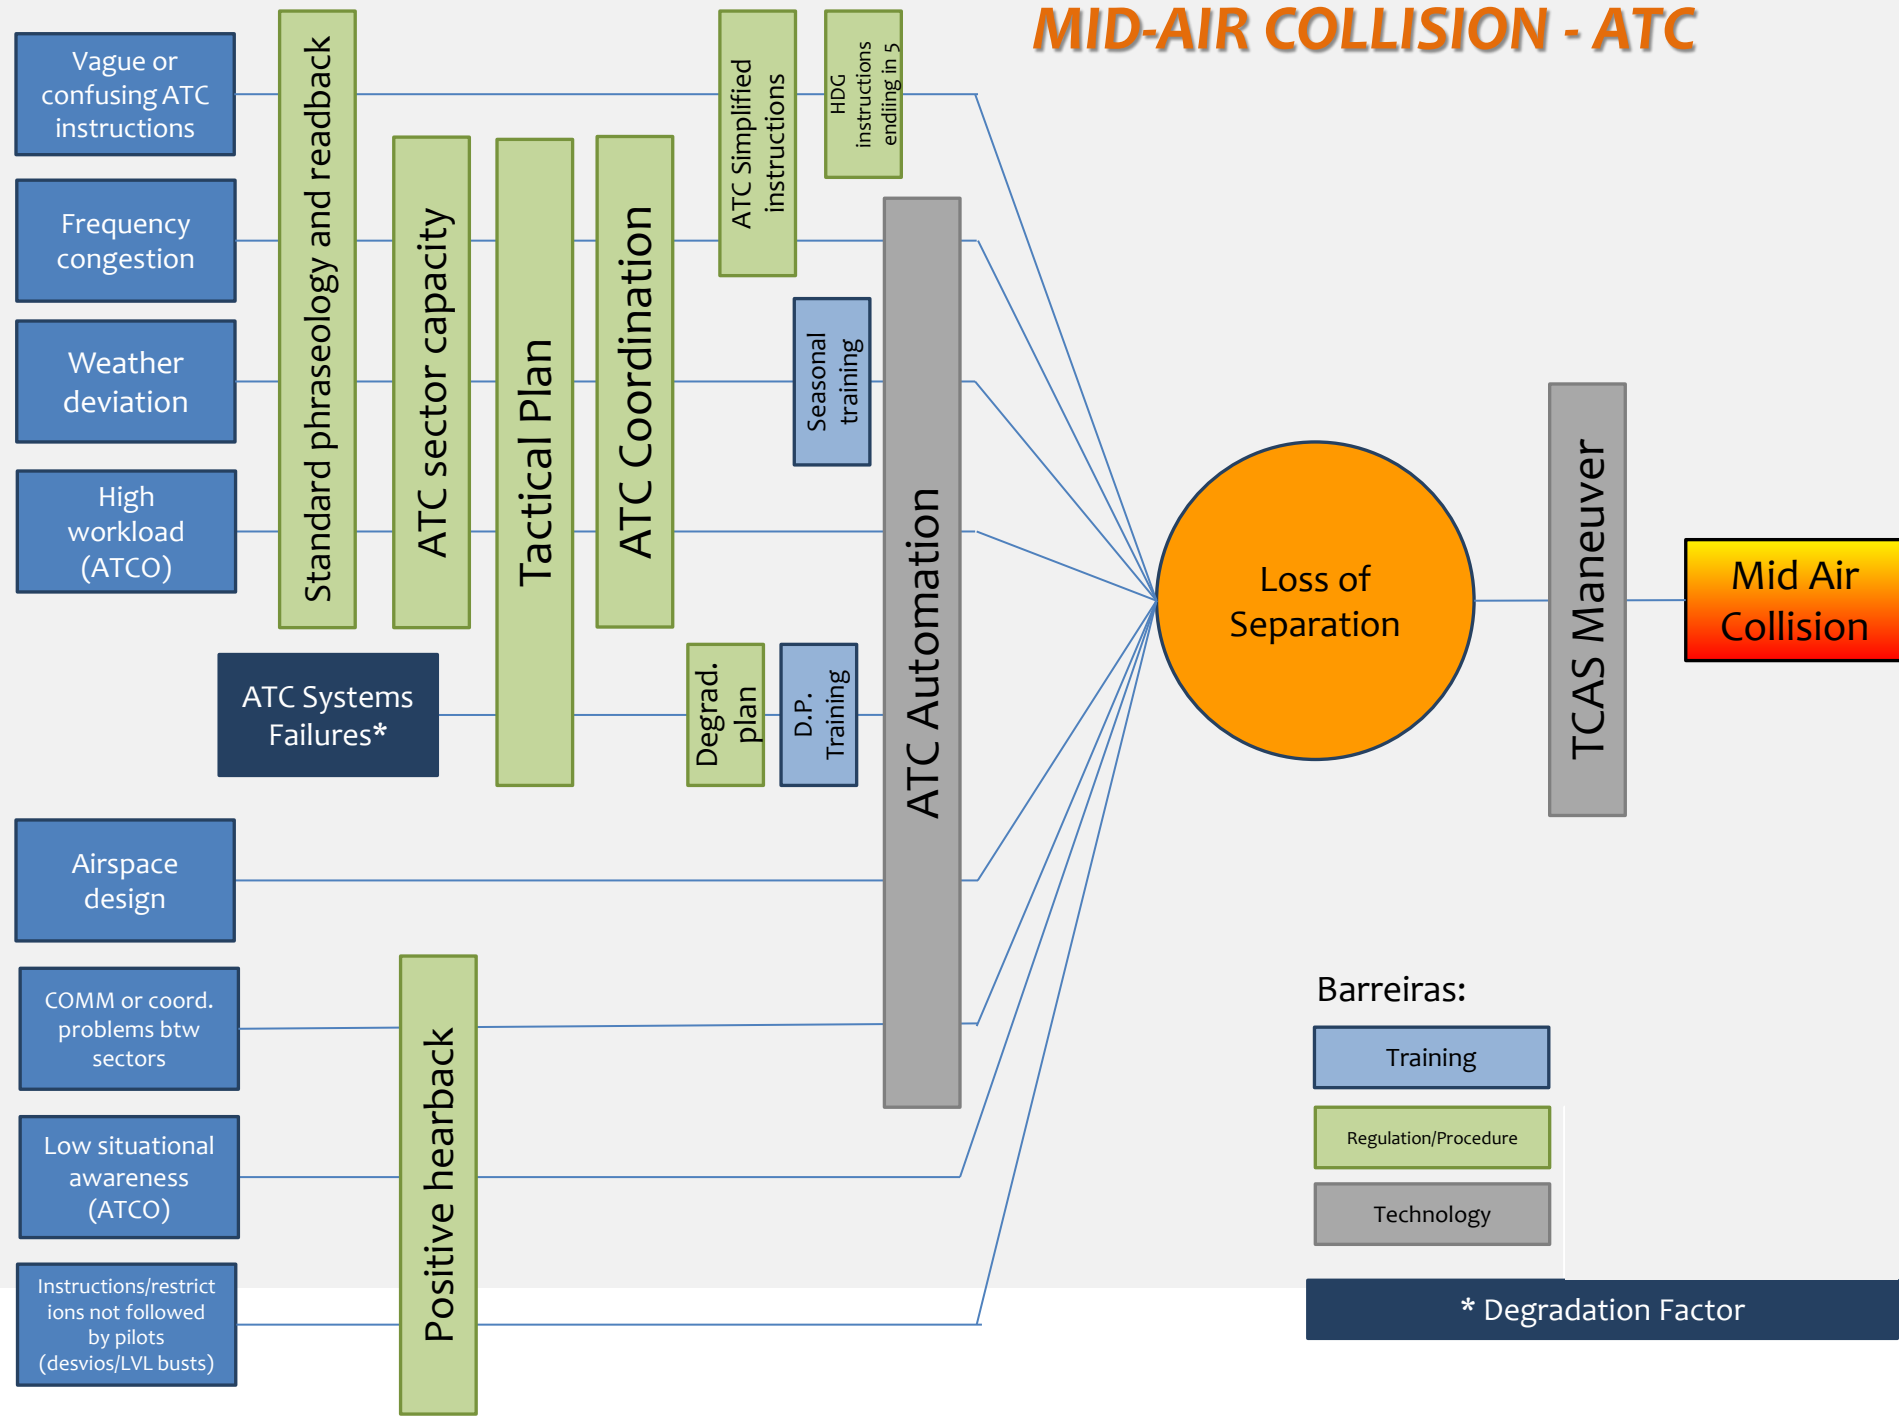 MID-AIR COLLISION - ATC
Vague or
confusing ATC
instructions
Frequency
congestion
Weather
deviation
High
workload
(ATCO)
Standard phraseology and readback
ATC sector capacity
Tactical Plan
ATC Coordination
ATC Simplified
instructions
HDG
instructions
endiing in 5
Seasonal
training
ATC Systems
Failures*
Degrad.
plan
D.P.
Training
ATC Automation
Loss of
Separation
TCAS Maneuver
Mid Air
Collision
Airspace
design
COMM or coord.
problems btw
sectors
Low situational
awareness
(ATCO)
Instructions/restrict
ions not followed
by pilots
(desvios/LVL busts)
Positive hearback
Barreiras:
Training
Regulation/Procedure
Technology
* Degradation Factor